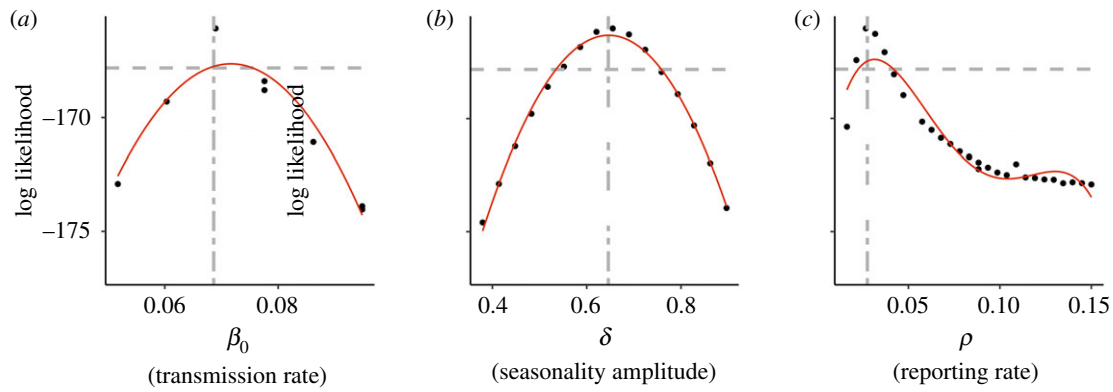 (a)
(b)
(c)
log likelihood
−170
−175
0.06
0.08
β0
(transmission rate)
log likelihood
0.4
0.6
0.8
δ
(seasonality amplitude)
0.05
0.10
0.15
ρ
(reporting rate)